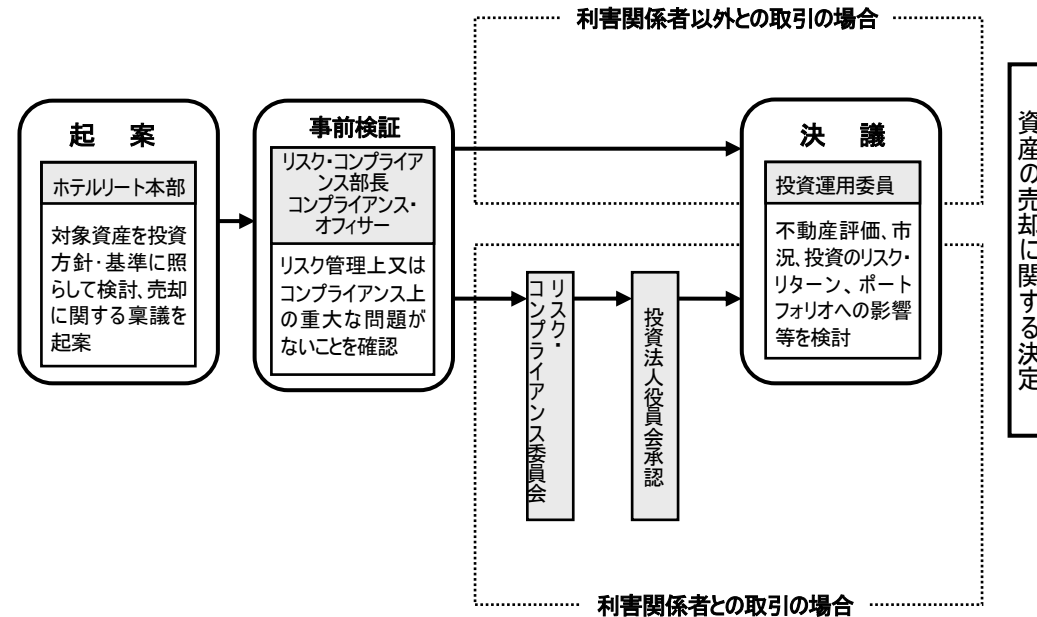 利害関係者以外との取引の場合
起 案
ホテルリート本部
対象資産を投資
方針・基準に照
らして検討、売却
に関する稟議を
起案
事前検証
リスク・コンプライア
ンス部長
コンプライアンス・
オフィサー
リスク管理上又は
コンプライアンス上
の重大な問題が
ないことを確認
リスク・
コンプライアンス委員会
投資法人役員会承認
決 議
投資運用委員
不動産評価、市
況、投資のリスク・
リターン、ポート
フォリオへの影響
等を検討
資産の売却に関する決定
利害関係者との取引の場合